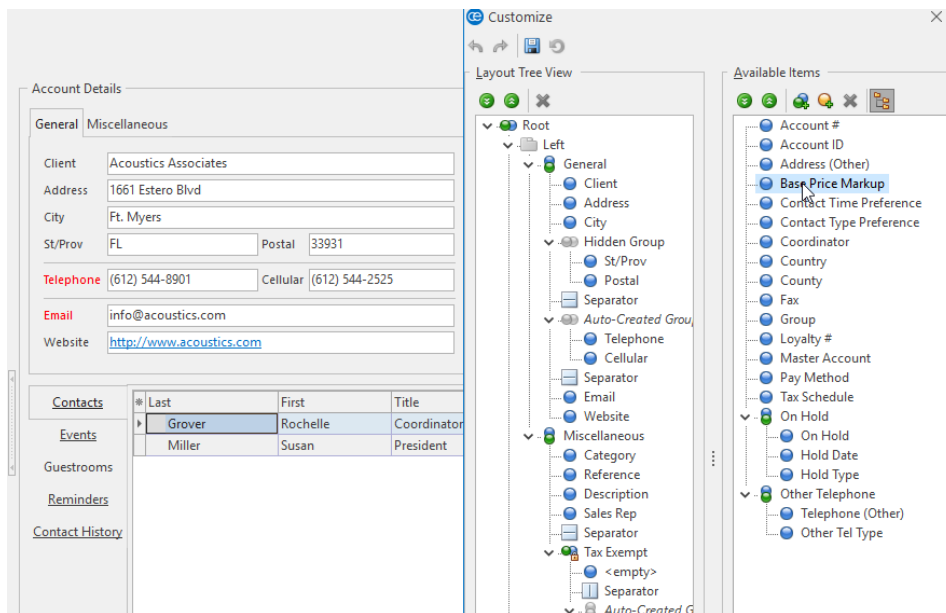 Account Details
General Miscellaneous
Client Acoustics Associates
Address 1661 Estero Blvd
City Ft. Myers
St/Prov FL Postal 33931
Telephone (612) 544-8901 Cellular (612) 544-2525
Email info@acoustics.com
Website http://www.acoustics.com
Contacts
Events
Guestrooms
Reminders
Contact History
Last First Title
Grover Rochelle Coordinator
Miller Susan President
Customize
Layout Tree View
Root
Left
General
Client
Address
City
Hidden Group
St/Prov
Postal
Separator
Auto-Created Grou
Telephone
Cellular
Separator
Email
Website
Miscellaneous
Category
Reference
Description
Sales Rep
Separator
Tax Exempt
<empty>
Separator
Auto-Created G
Available Items
Account #
Account ID
Address (Other)
Base Price Markup
Contact Time Preference
Contact Type Preference
Coordinator
Country
County
Fax
Group
Loyalty #
Master Account
Pay Method
Tax Schedule
On Hold
On Hold
Hold Date
Hold Type
Other Telephone
Telephone (Other)
Other Tel Type